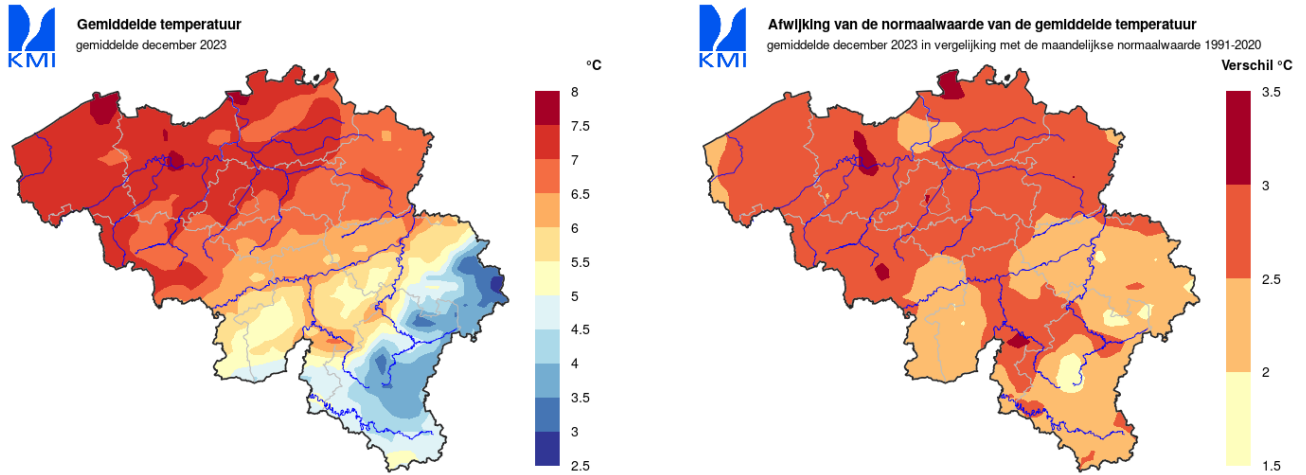 KMI
Gemiddelde temperatuur
gemiddelde december 2023
°C
8
7.5
7
6.5
6
5.5
5
4.5
4
3.5
3
2.5
KMI
Afwijking van de normaalwaarde van de gemiddelde temperatuur
gemiddelde december 2023 in vergelijking met de maandelijkse normaalwaarde 1991-2020
Verschil °C
3.5
3
2.5
2
1.5